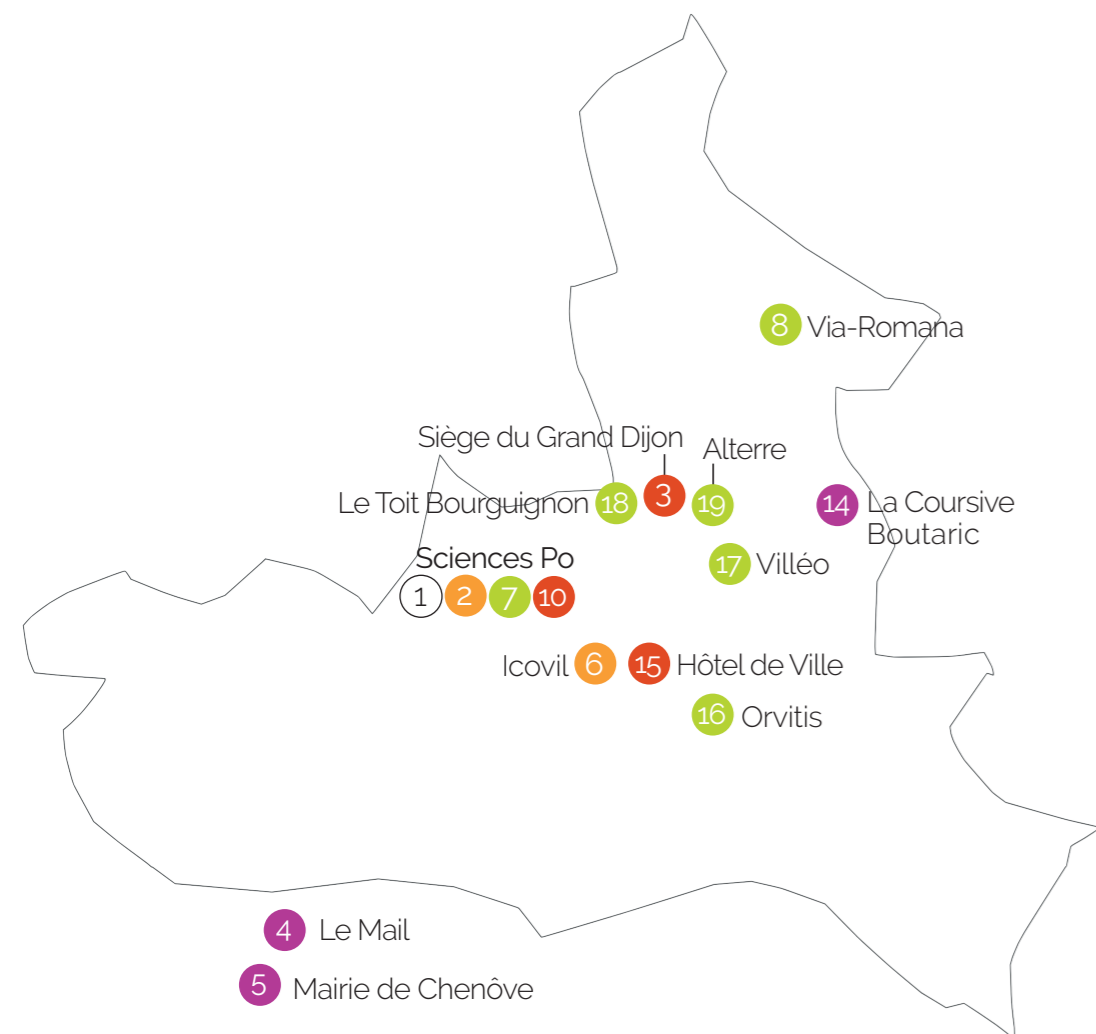 8 Via-Romana
Siège du Grand Dijon
Alterre
Le Toit Bourguignon 18
3
19
14 La Coursive
Boutaric
17 Villéo
Sciences Po
1 2 7 10
Icovil 6
15 Hôtel de Ville
16 Orvitis
4 Le Mail
5 Mairie de Chenôve